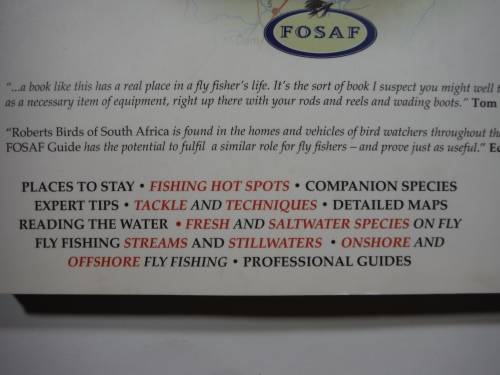 FOSAF
"...a book like this has a real place in a fly fisher's life. It's the sort of book I suspect you might well
as a necessary item of equipment, right up there with your rods and reels and wading boots." Tom
"Roberts Birds of South Africa is found in the homes and vehicles of bird watchers throughout
FOSAF Guide has the potential to fulfil a similar role for fly fishers – and prove just as useful."
PLACES TO STAY • FISHING HOT SPOTS • COMPANION SPECIES
EXPERT TIPS • TACKLE AND TECHNIQUES • DETAILED MAPS
READING THE WATER • FRESH AND SALTWATER SPECIES ON FLY
FLY FISHING STREAMS AND STILLWATERS • ONSHORE AND
OFFSHORE FLY FISHING • PROFESSIONAL GUIDES